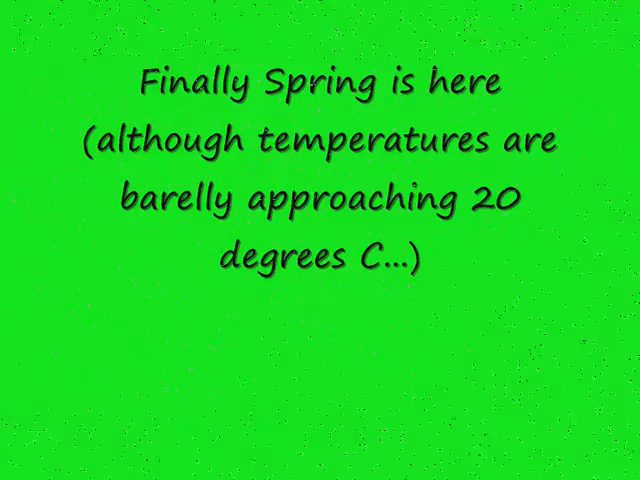 Finally Spring is here
(although temperatures are
barelly approaching 20
degrees C...)